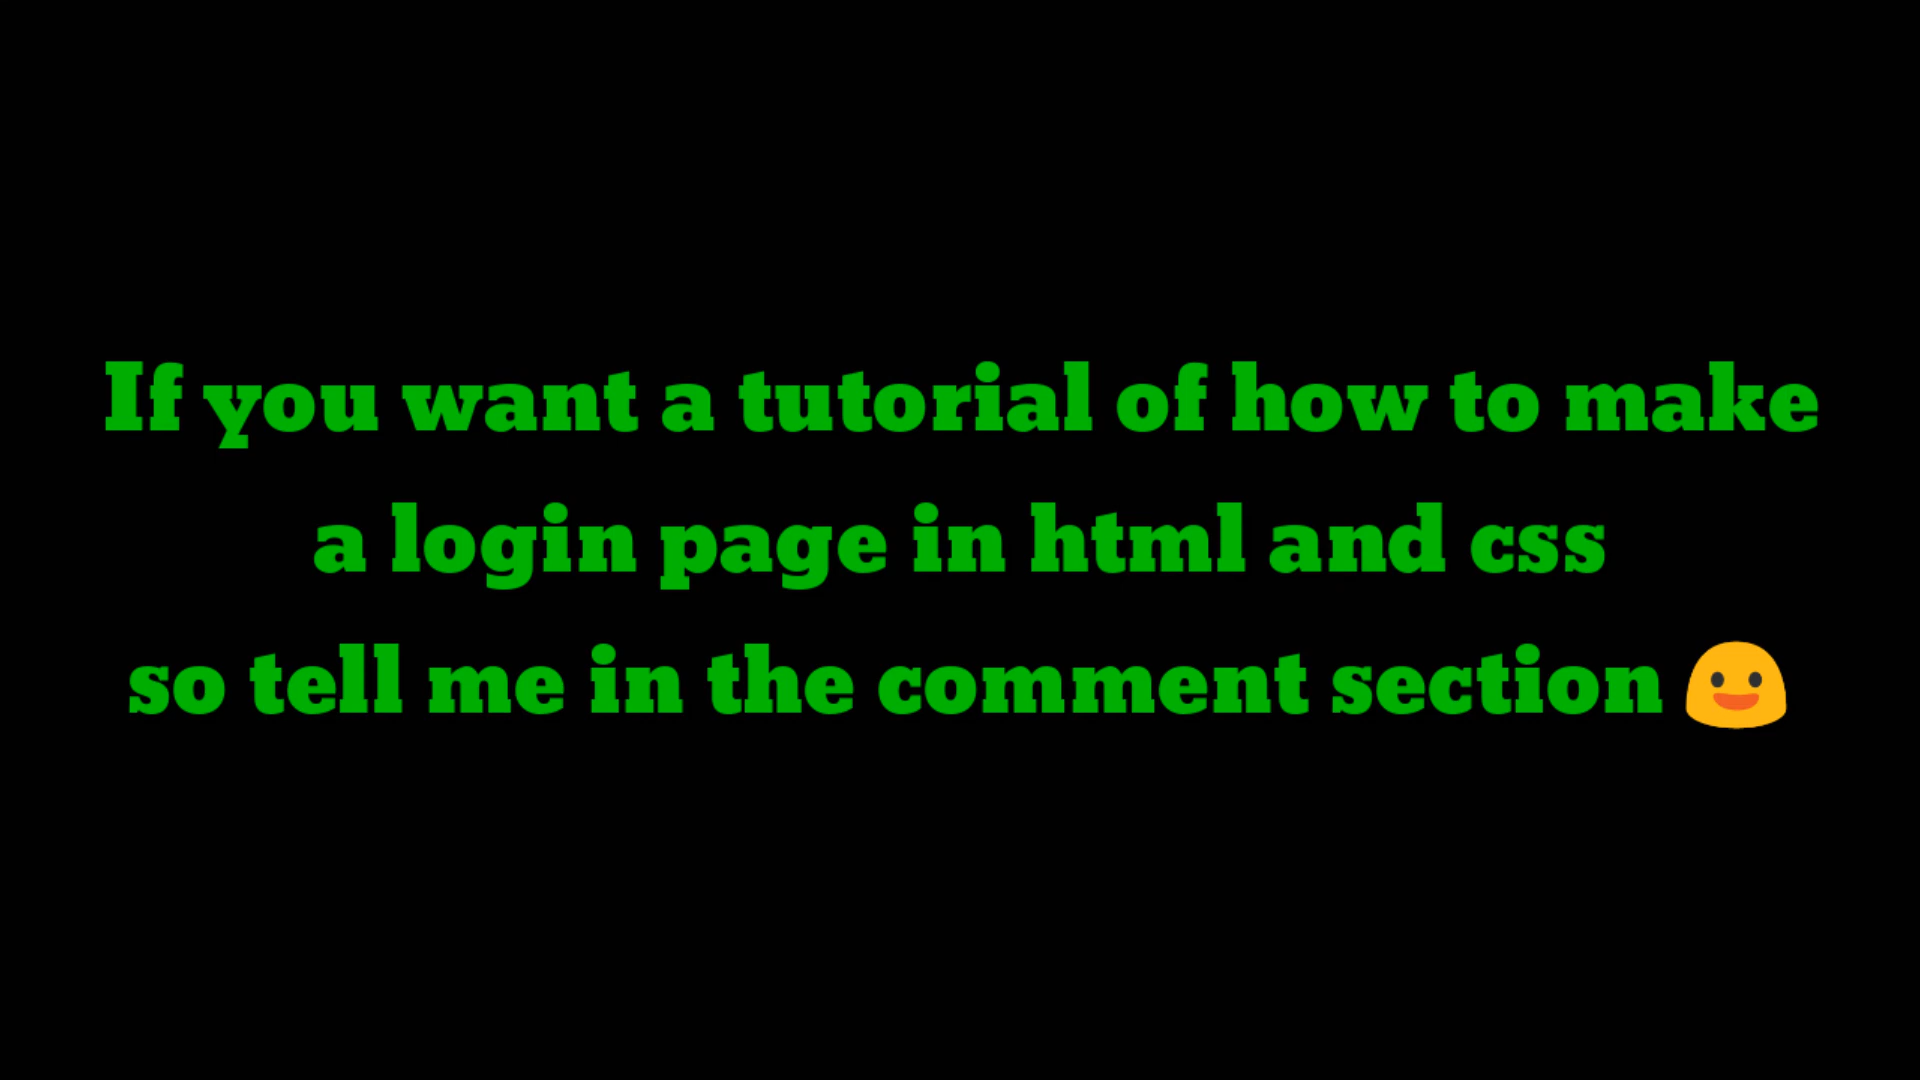 If you want a tutorial of how to make
a login page in html and css
so tell me in the comment section 😃